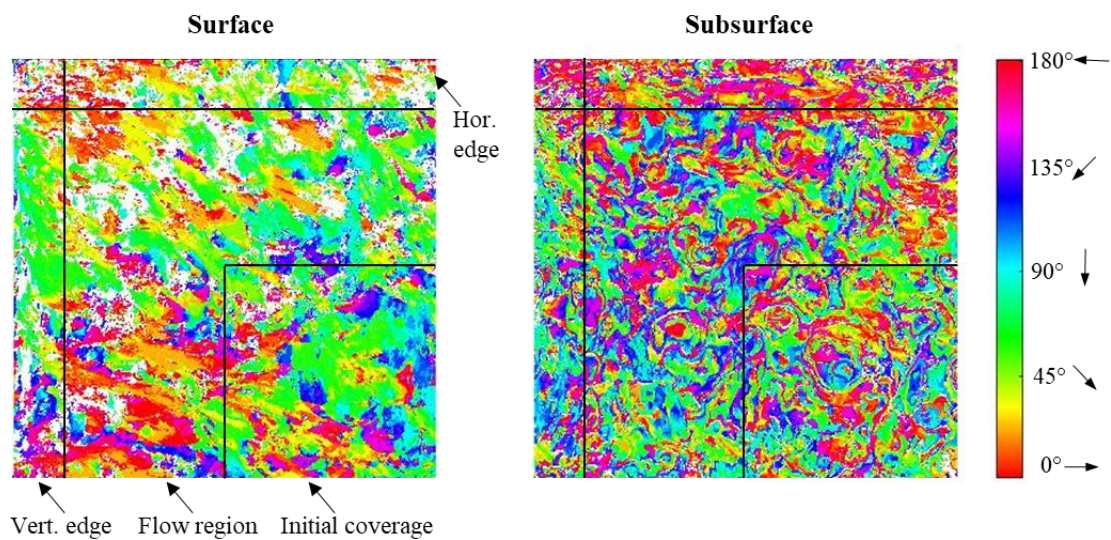 Surface
Subsurface
180°
Hor.
edge
135°
90°
45°
0°
Vert. edge
Flow region
Initial coverage